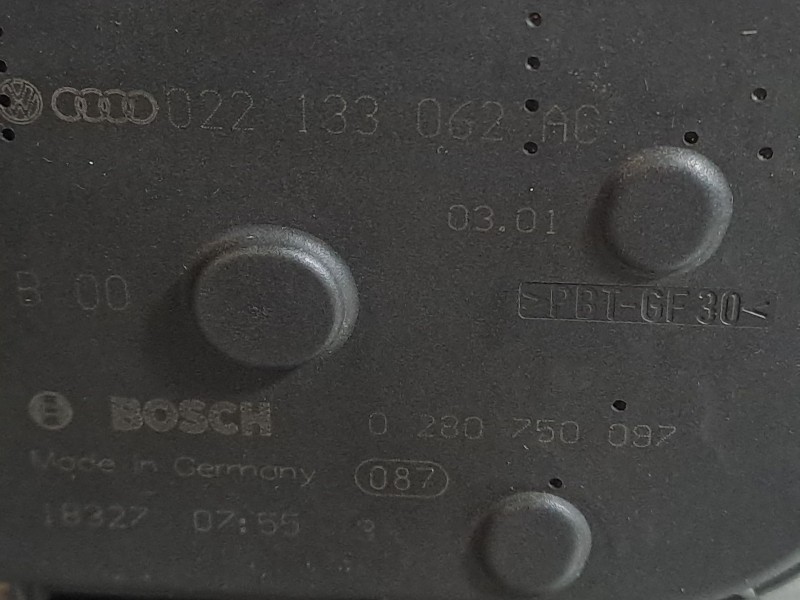 022 133 062 AC
03.01
B 00
>PBT-GF30<
BOSCH 0 280 750 087
Made in Germany 087
18327 07:55